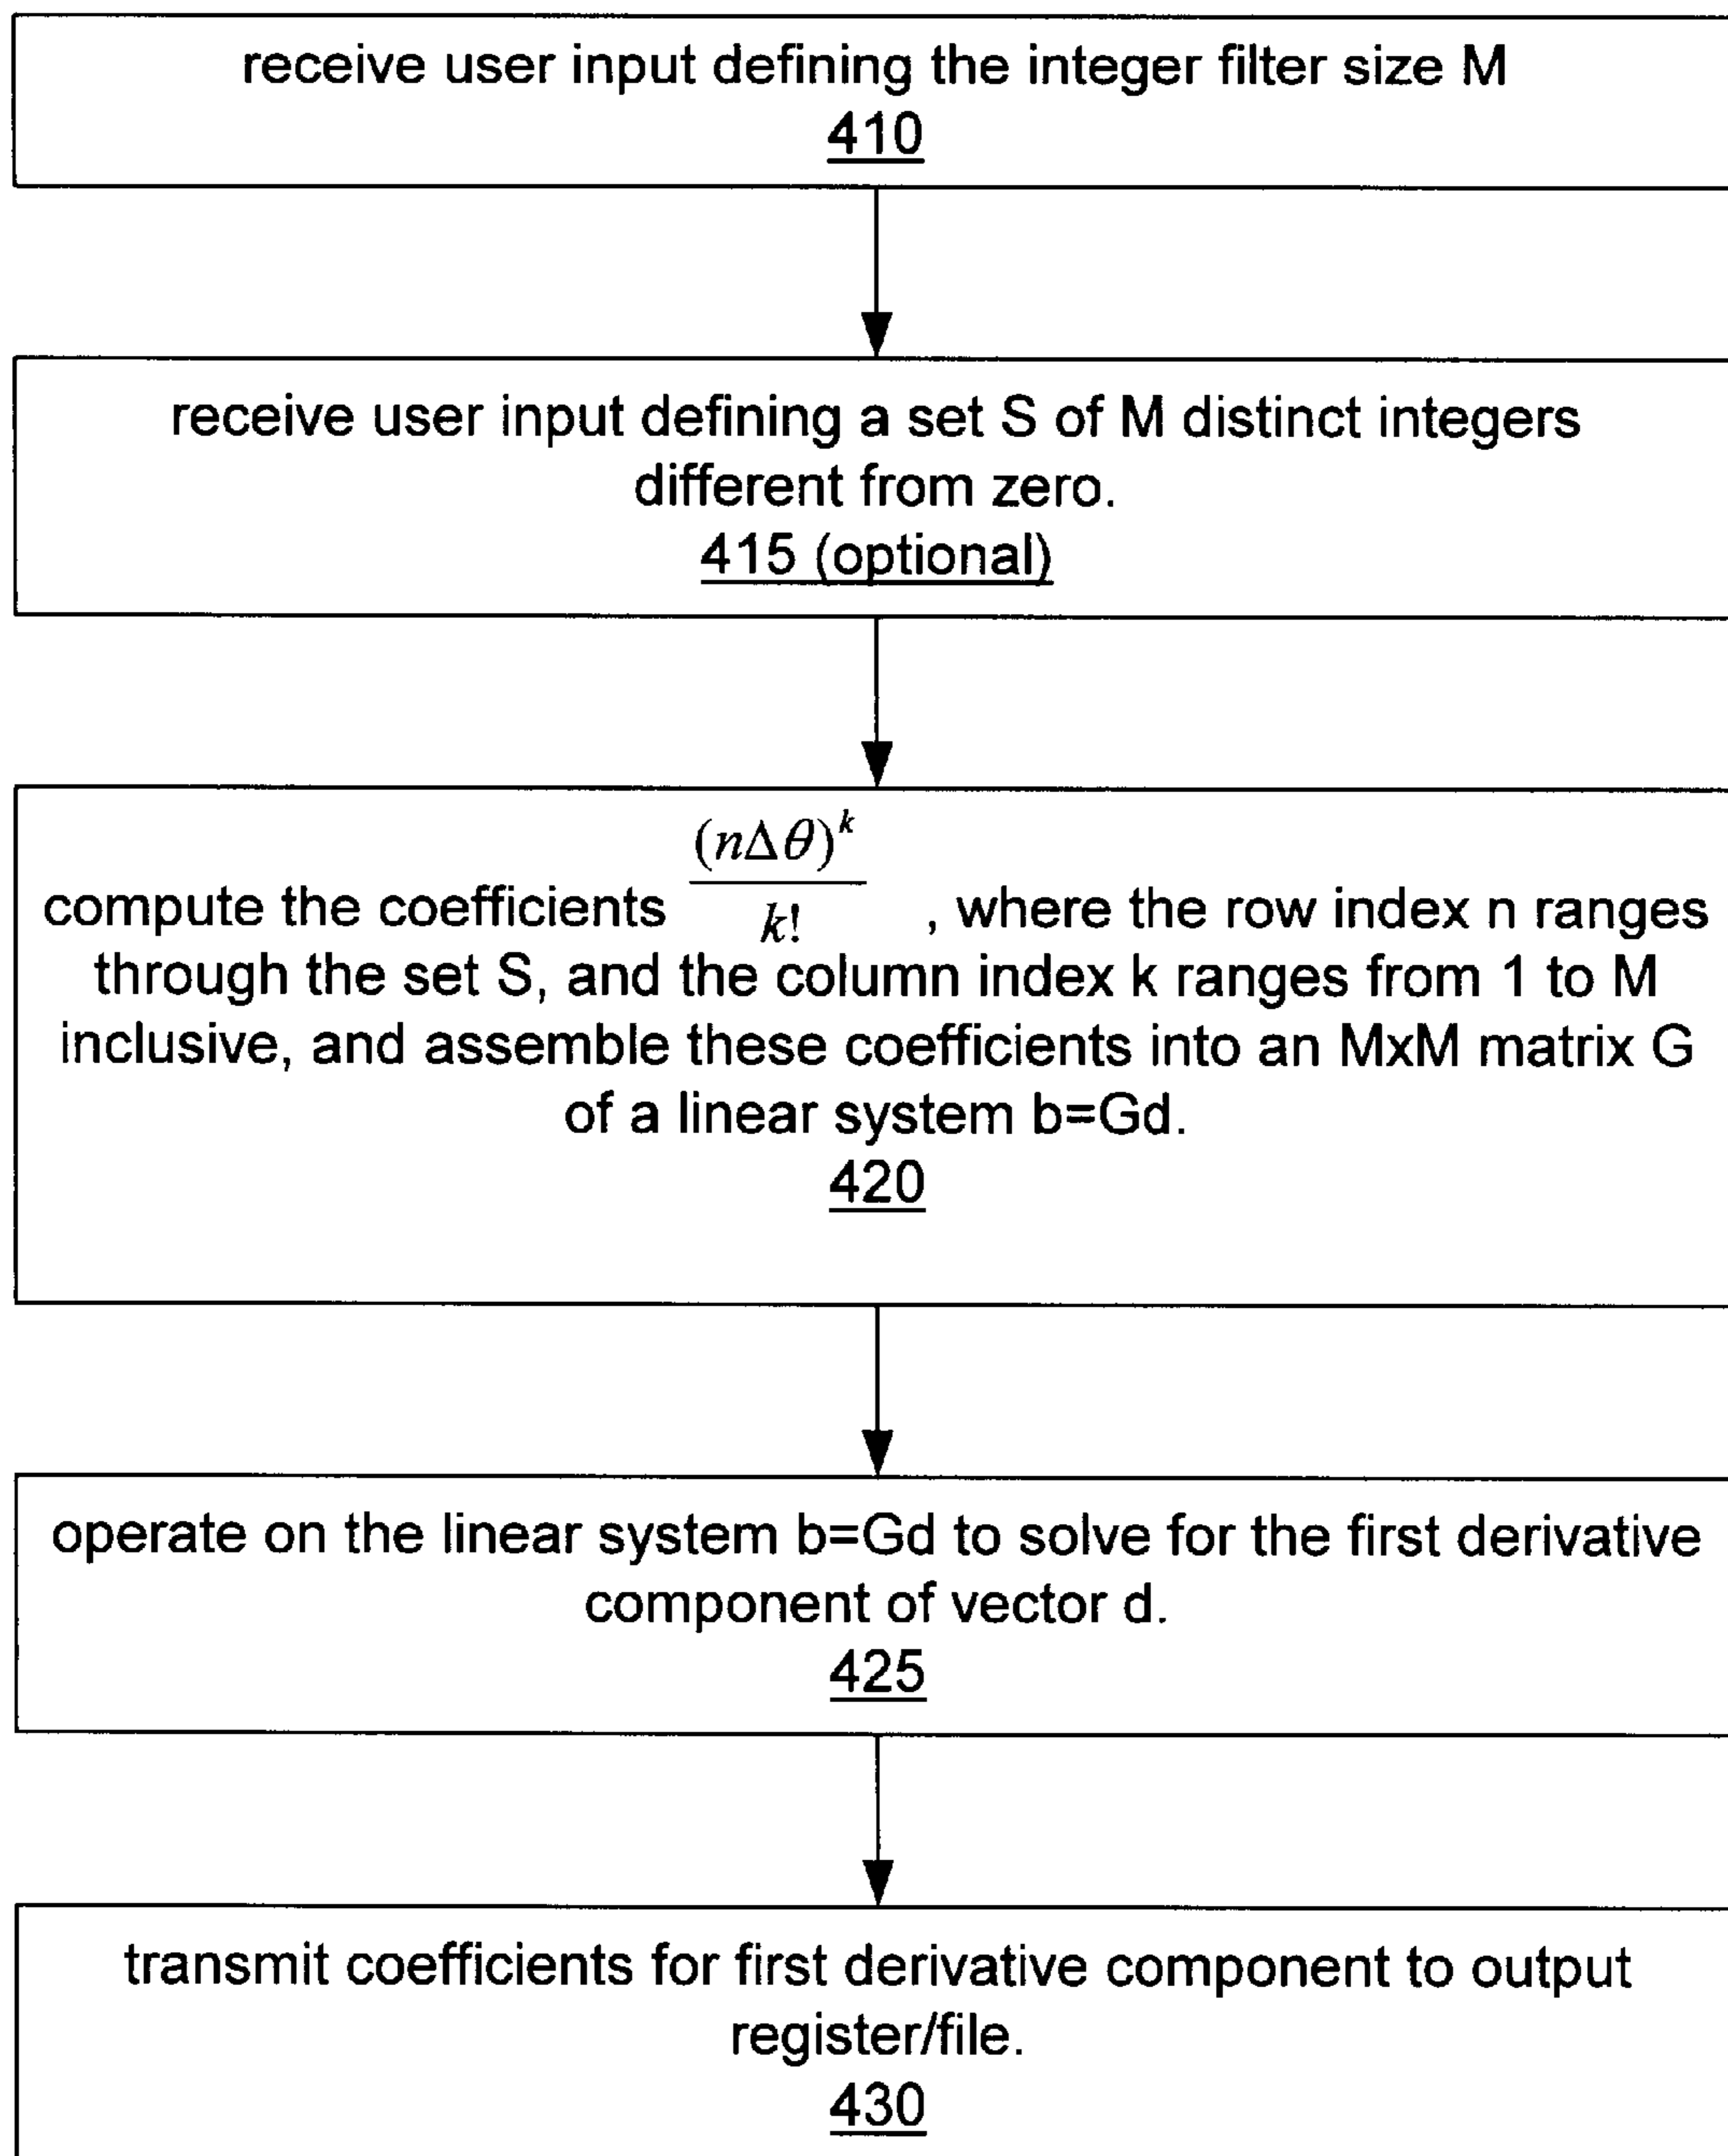 receive user input defining the integer filter size M
410
receive user input defining a set S of M distinct integers
different from zero.
415 (optional)
compute the coefficients (nΔθ)^k / k! , where the row index n ranges
through the set S, and the column index k ranges from 1 to M
inclusive, and assemble these coefficients into an MxM matrix G
of a linear system b=Gd.
420
operate on the linear system b=Gd to solve for the first derivative
component of vector d.
425
transmit coefficients for first derivative component to output
register/file.
430